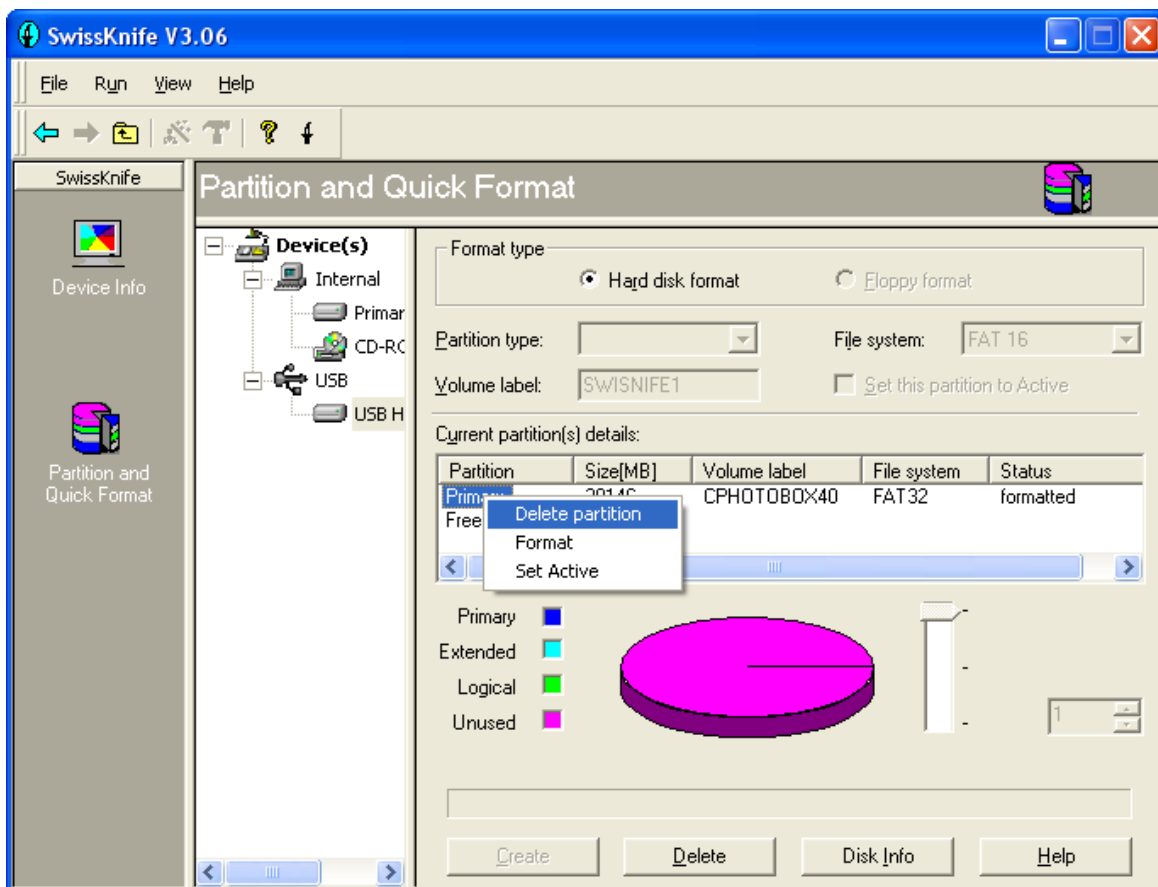 SwissKnife V3.06
File Run View Help
SwissKnife
Partition and Quick Format
Device Info
Partition and
Quick Format
Device(s)
Internal
Primar
CD-RC
USB
USB H
Format type
Hard disk format
Floppy format
Partition type:
File system: FAT 16
Volume label: SWISNIFE1
Set this partition to Active
Current partition(s) details:
Partition Size[MB] Volume label File system Status
CPHOTOBOX40 FAT32 formatted
Free
Delete partition
Format
Set Active
Primary
Extended
Logical
Unused
1
Create Delete Disk Info Help